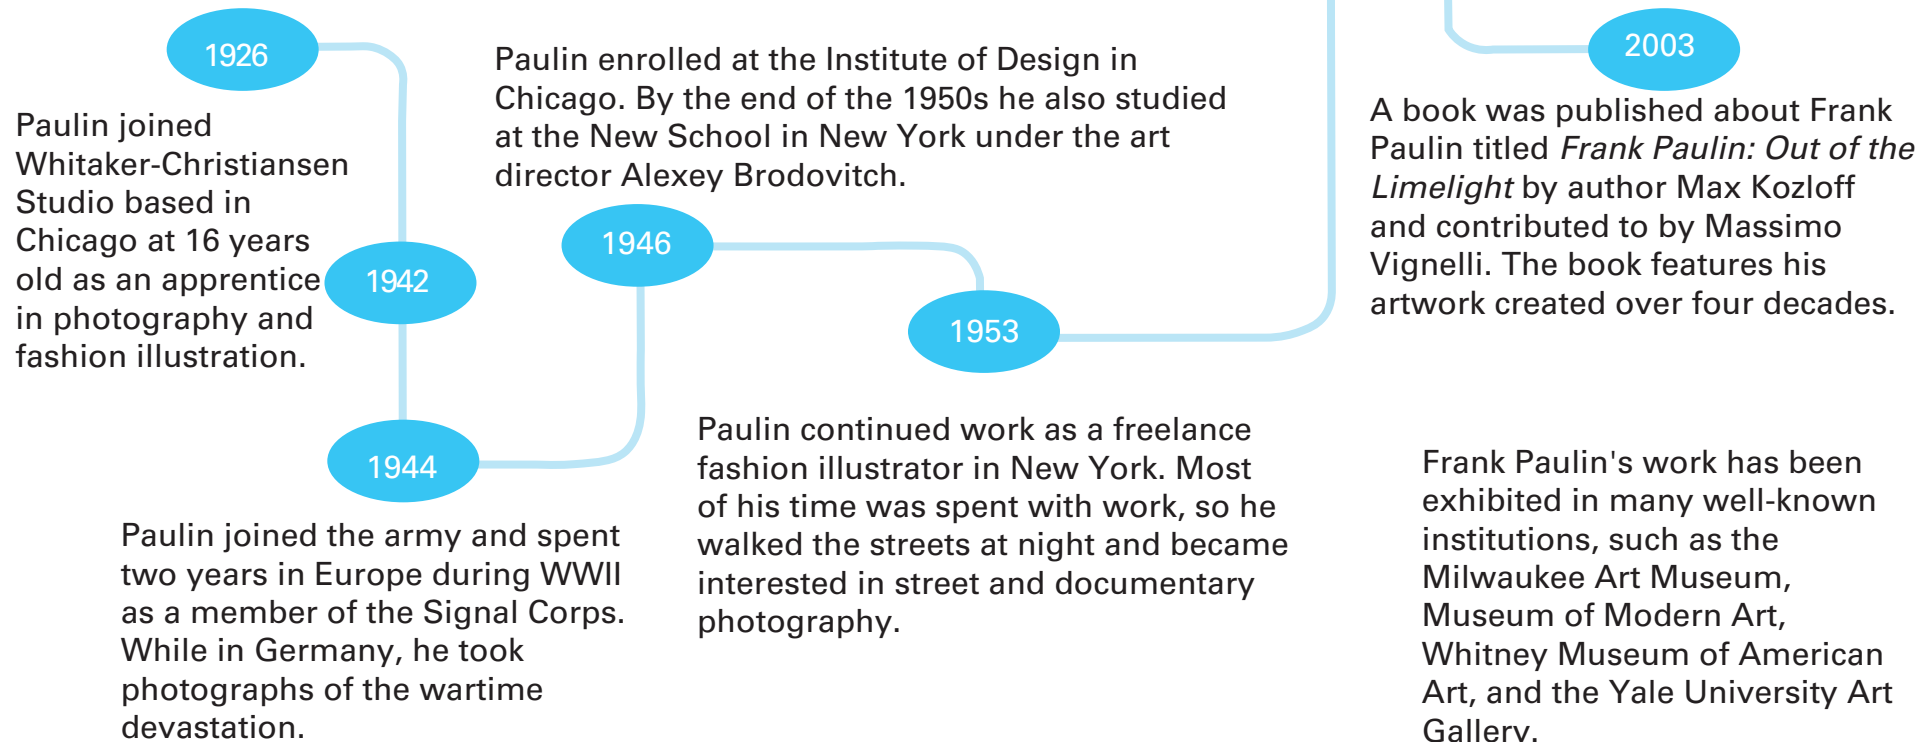 1926
Paulin joined
Whitaker-Christiansen
Studio based in
Chicago at 16 years
old as an apprentice
in photography and
fashion illustration.
1942
1944
Paulin joined the army and spent
two years in Europe during WWII
as a member of the Signal Corps.
While in Germany, he took
photographs of the wartime
devastation.
Paulin enrolled at the Institute of Design in
Chicago. By the end of the 1950s he also studied
at the New School in New York under the art
director Alexey Brodovitch.
1946
1953
Paulin continued work as a freelance
fashion illustrator in New York. Most
of his time was spent with work, so he
walked the streets at night and became
interested in street and documentary
photography.
2003
A book was published about Frank
Paulin titled Frank Paulin: Out of the
Limelight by author Max Kozloff
and contributed to by Massimo
Vignelli. The book features his
artwork created over four decades.
Frank Paulin's work has been
exhibited in many well-known
institutions, such as the
Milwaukee Art Museum,
Museum of Modern Art,
Whitney Museum of American
Art, and the Yale University Art
Gallery.